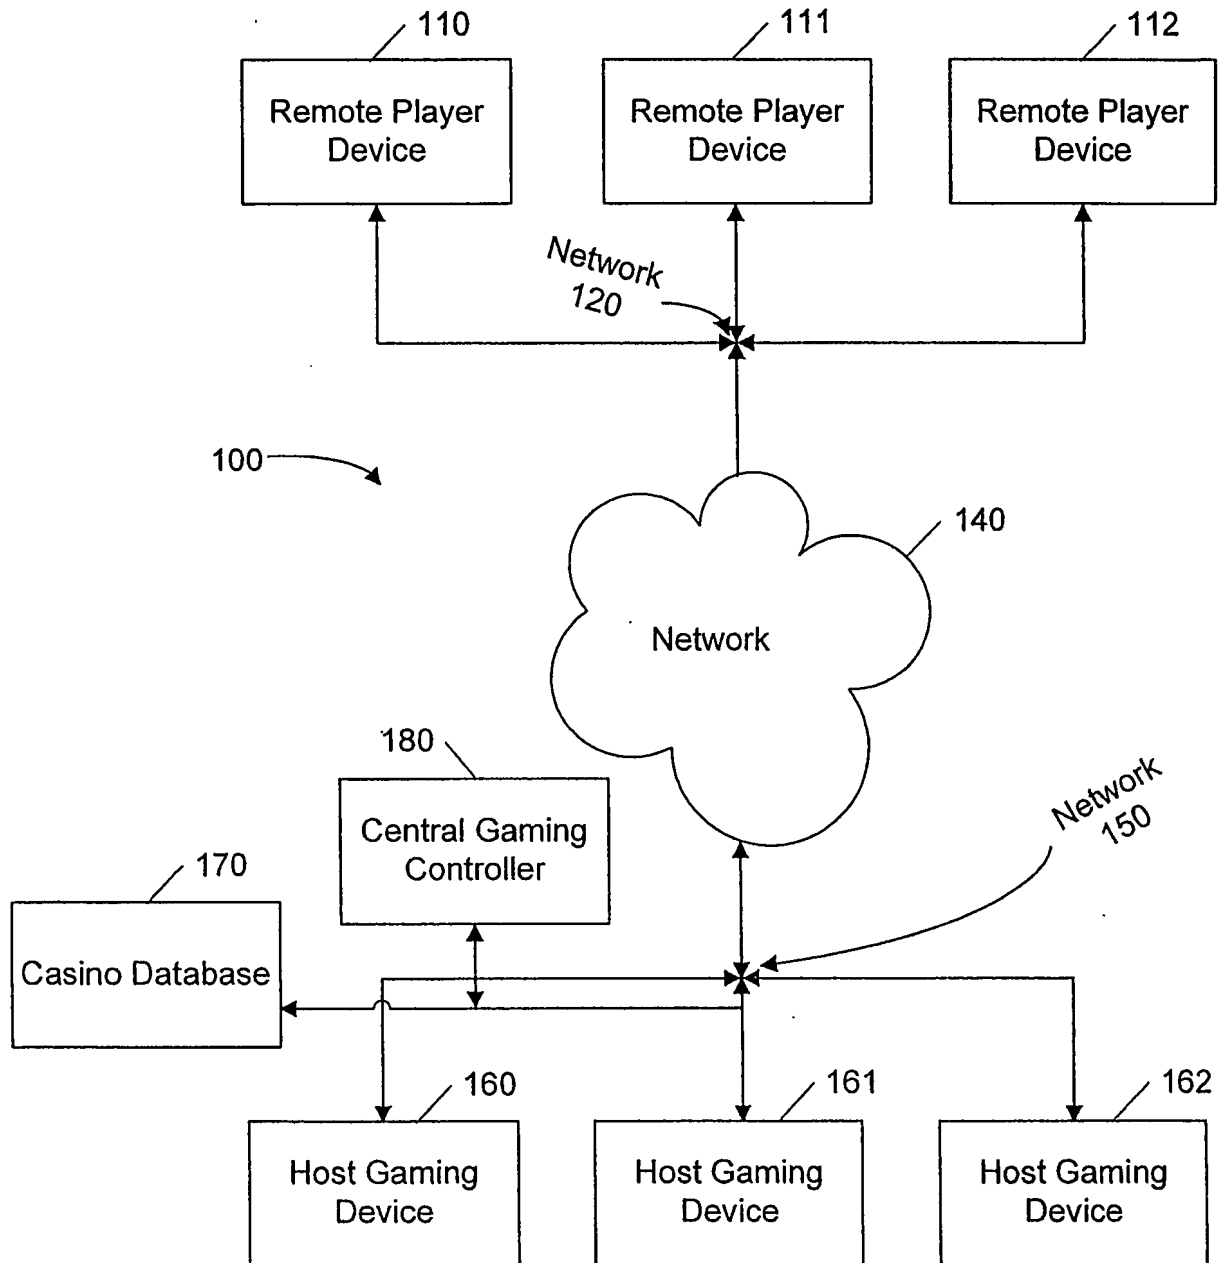 110
111
112
Remote Player
Device
Remote Player
Device
Remote Player
Device
Network
120
100
140
Network
180
Central Gaming
Controller
Network
150
170
Casino Database
160
161
162
Host Gaming
Device
Host Gaming
Device
Host Gaming
Device